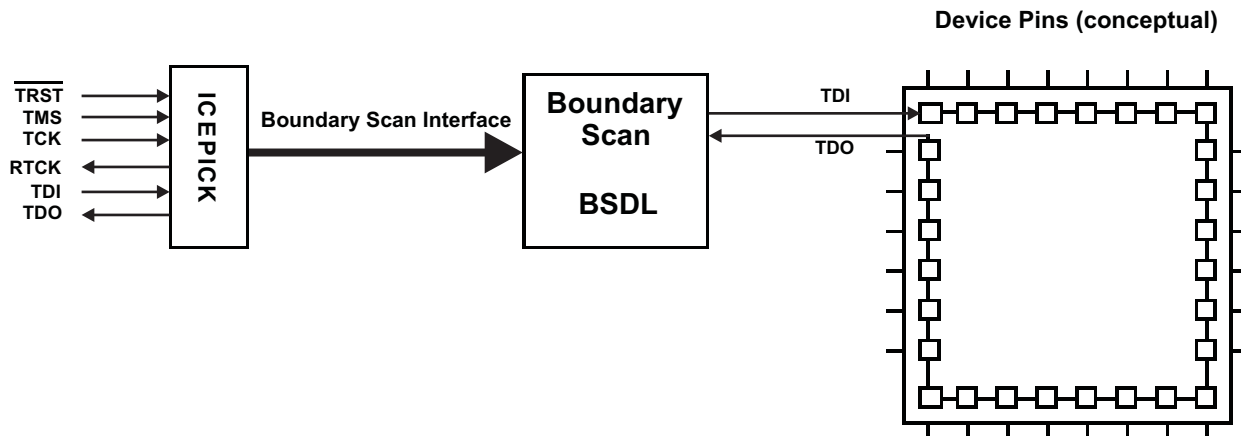 Device Pins (conceptual)
TRST
TMS
TCK
RTCK
TDI
TDO
ICEPICK
Boundary Scan Interface
Boundary
Scan
BSDL
TDI
TDO